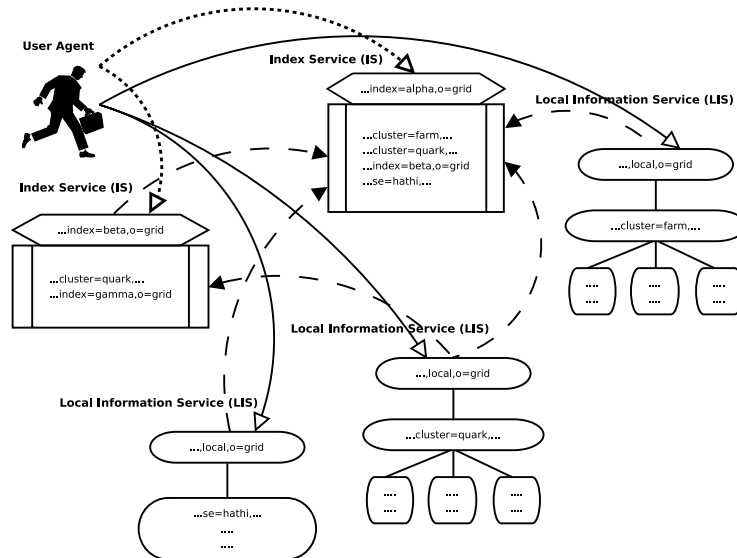 User Agent
Index Service (IS)
...index=alpha,o=grid
...cluster=farm,...
...cluster=quark,...
...index=beta,o=grid
...se=hathi,...
Local Information Service (LIS)
...,local,o=grid
...cluster=farm,...
.... .... ....
.... .... ....
Index Service (IS)
...index=beta,o=grid
...cluster=quark,...
...index=gamma,o=grid
Local Information Service (LIS)
...,local,o=grid
...cluster=quark,...
.... .... ....
.... .... ....
Local Information Service (LIS)
...,local,o=grid
...se=hathi,...
....
....